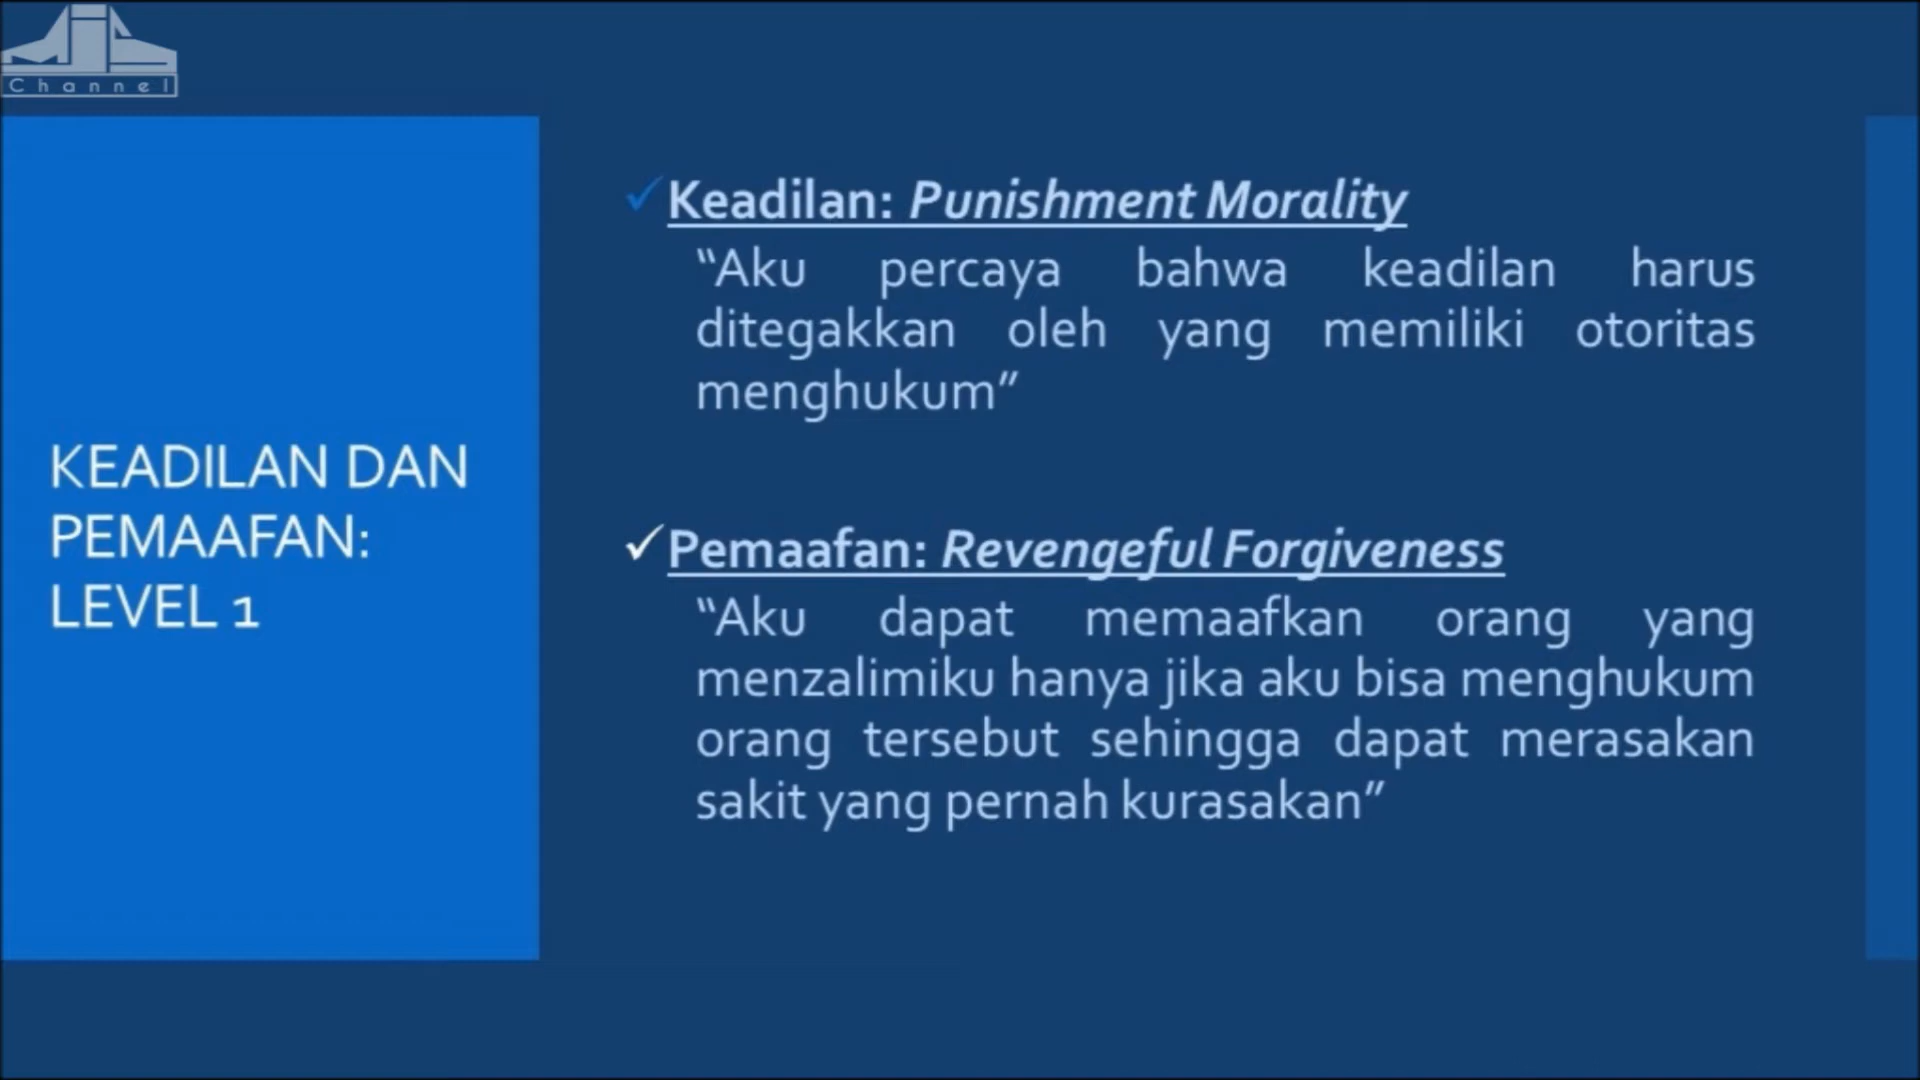 Channel
KEADILAN DAN
PEMAAFAN:
LEVEL 1
Keadilan: Punishment Morality
“Aku percaya bahwa keadilan harus
ditegakkan oleh yang memiliki otoritas
menghukum”
Pemaafan: Revengeful Forgiveness
“Aku dapat memaafkan orang yang
menzalimiku hanya jika aku bisa menghukum
orang tersebut sehingga dapat merasakan
sakit yang pernah kurasakan”